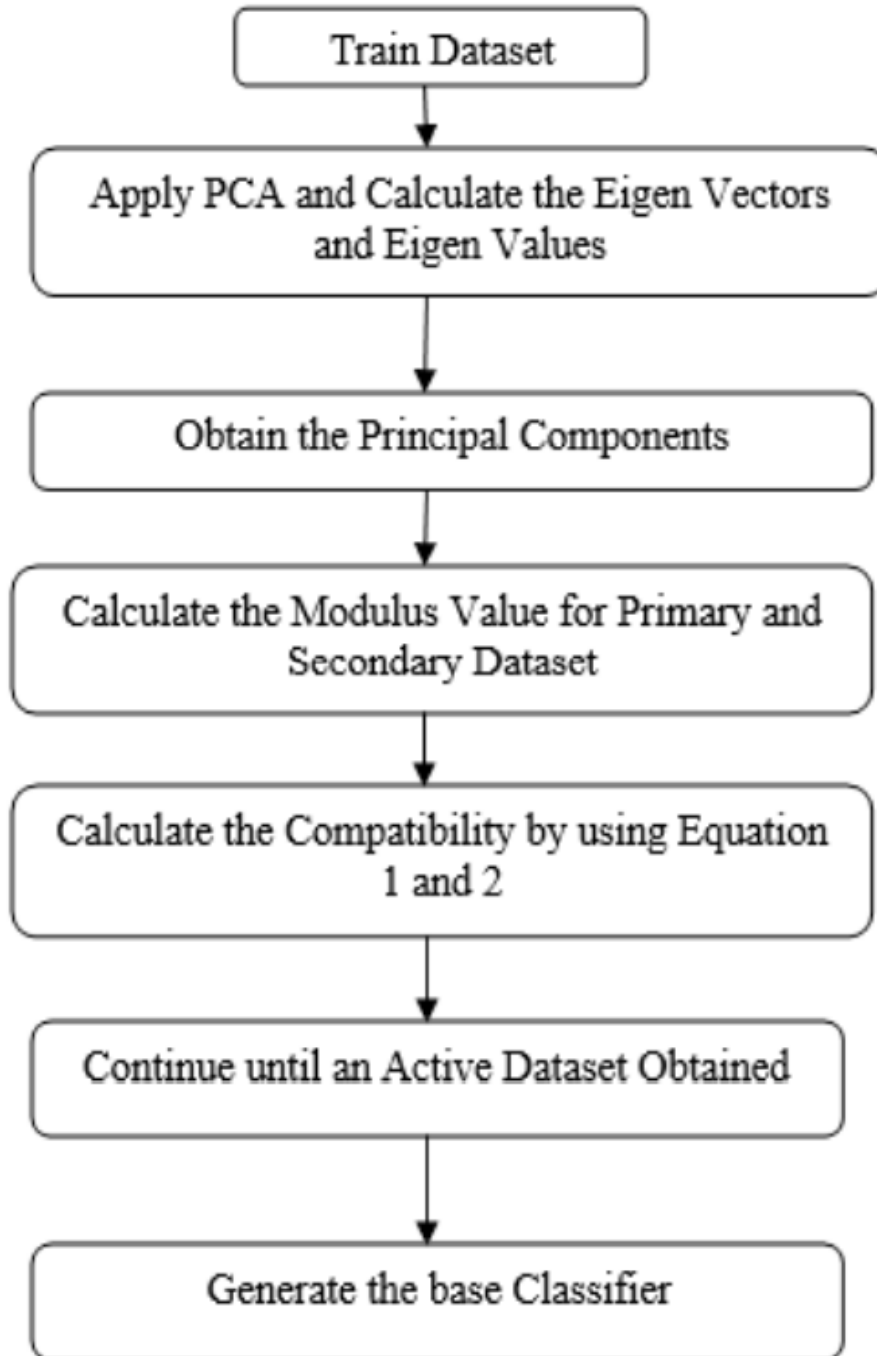 Train Dataset
Apply PCA and Calculate the Eigen Vectors
and Eigen Values
Obtain the Principal Components
Calculate the Modulus Value for Primary and
Secondary Dataset
Calculate the Compatibility by using Equation
1 and 2
Continue until an Active Dataset Obtained
Generate the base Classifier